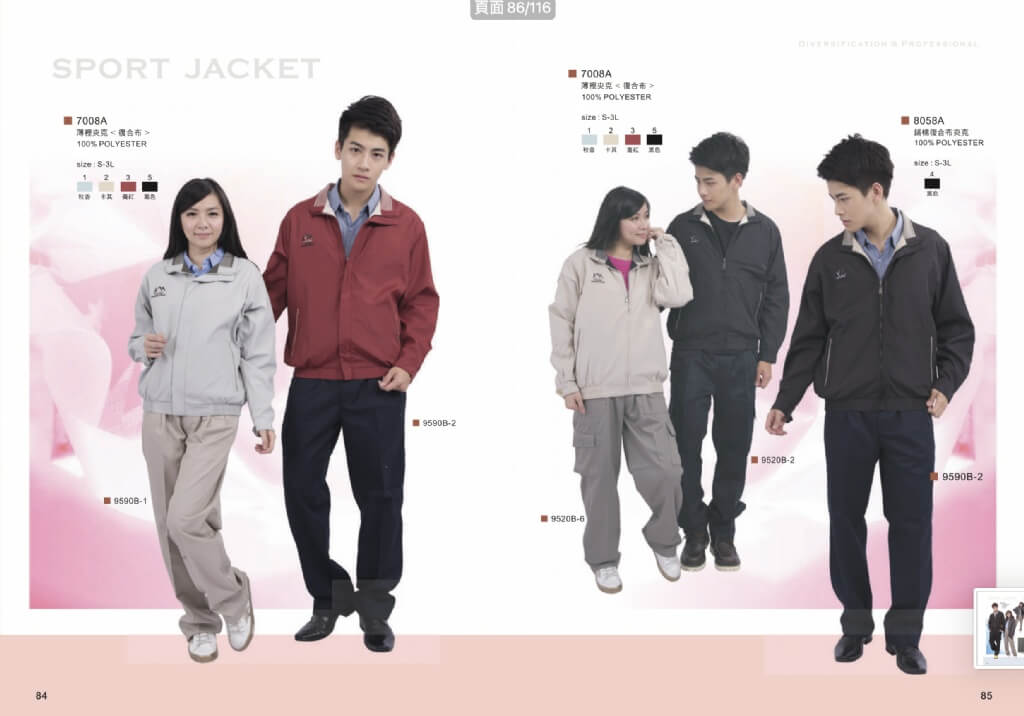 頁面 86/116
DIVERSIFICATION & PROFESSIONAL
SPORT JACKET
7008A
薄裡夾克 < 復合布 >
100% POLYESTER
size : S-3L
1 2 3 5
卡其 棗紅 黑色
9590B-1
9590B-2
7008A
薄裡夾克 < 復合布 >
100% POLYESTER
size : S-3L
1 2 3 5
卡其 棗紅 黑色
8058A
鋪棉復合布夾克
100% POLYESTER
size : S-3L
4
黑色
9520B-6
9520B-2
9590B-2
84
85